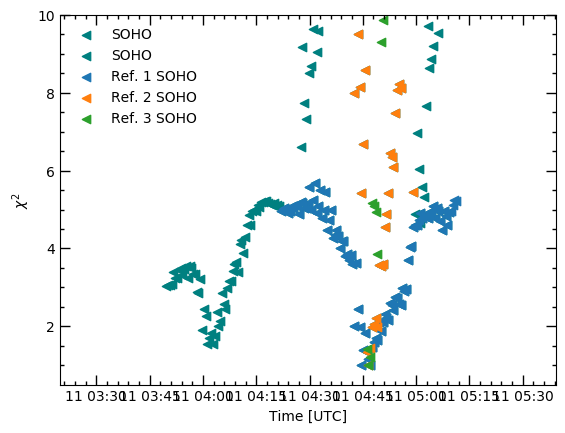 10
8
6
4
2
χ²
SOHO
SOHO
Ref. 1 SOHO
Ref. 2 SOHO
Ref. 3 SOHO
11 03:30 11 03:45 11 04:00 11 04:15 11 04:30 11 04:45 11 05:00 11 05:15 11 05:30
Time [UTC]